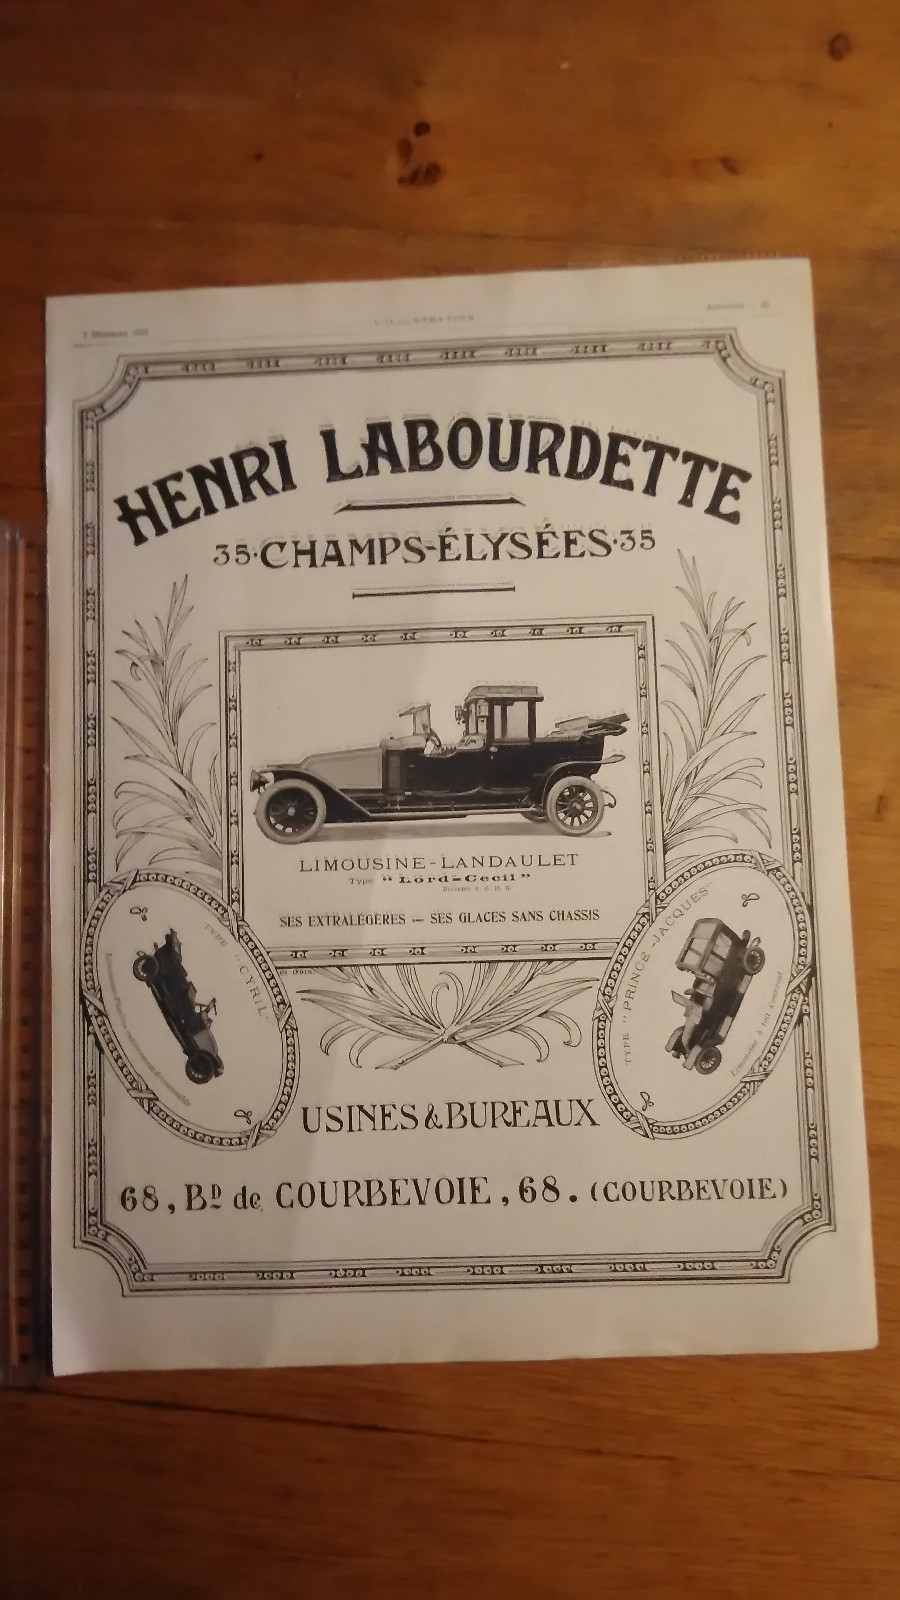 L'ILLUSTRATION
HENRI LABOURDETTE
35·CHAMPS-ÉLYSÉES·35
LIMOUSINE-LANDAULET
Type "Lord-Cecil"
SES EXTRALÉGÈRES — SES GLACES SANS CHASSIS
TYPE "CYRIL"
TYPE "PRINCE-JACQUES"
USINES & BUREAUX
68, Bd de COURBEVOIE, 68. (COURBEVOIE)